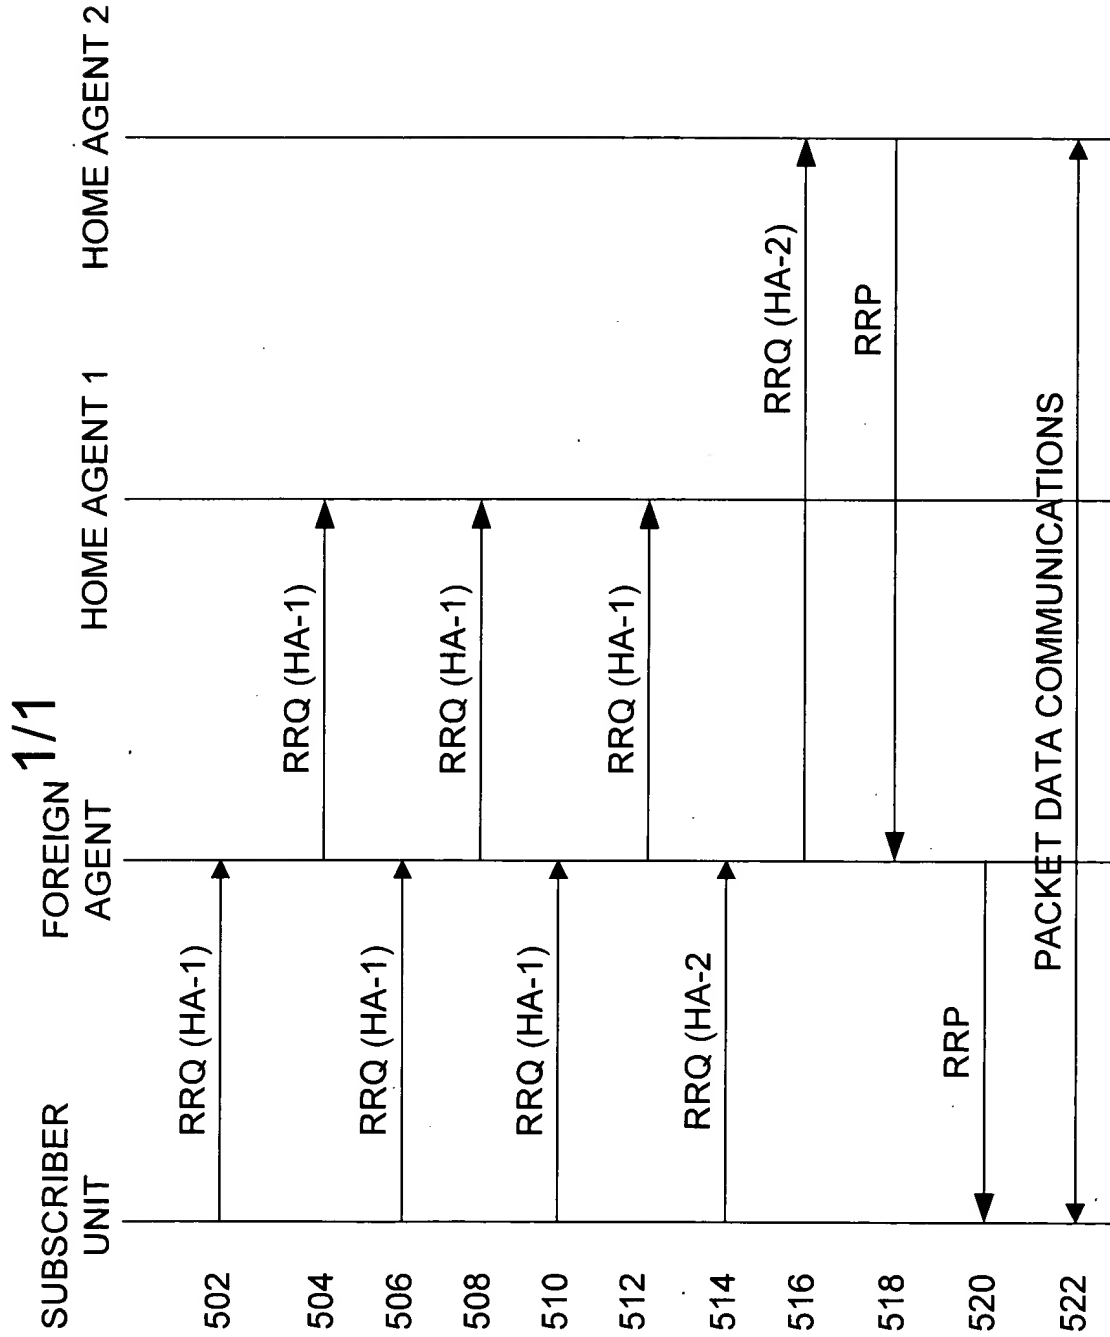 1/1
SUBSCRIBER
UNIT
FOREIGN
AGENT
HOME AGENT 1
HOME AGENT 2
502
RRQ (HA-1)
504
RRQ (HA-1)
506
RRQ (HA-1)
508
RRQ (HA-1)
510
RRQ (HA-1)
512
RRQ (HA-1)
514
RRQ (HA-2
516
RRQ (HA-2)
518
RRP
520
RRP
522
PACKET DATA COMMUNICATIONS